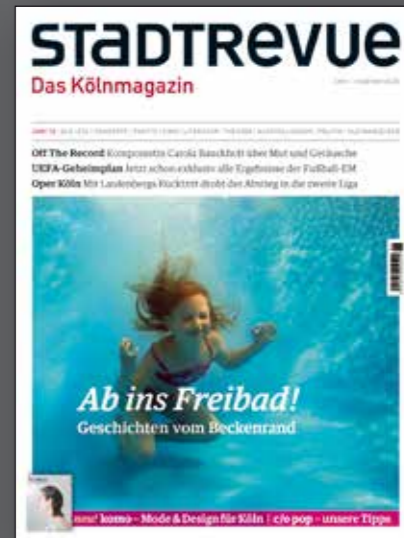 STADTREVUE
Das Kölnmagazin
Off The Record Komponistin Carola Bauckholt über Mut und Geräusche
UEFA-Geheimplan Jetzt schon exklusiv alle Ergebnisse der Fußball-EM
Oper Köln Mit Laufenbergs Rücktritt droht der Abstieg in die zweite Liga
Ab ins Freibad!
Geschichten vom Beckenrand
neu! komo – Mode & Design für Köln | c/o pop – unsere Tipps